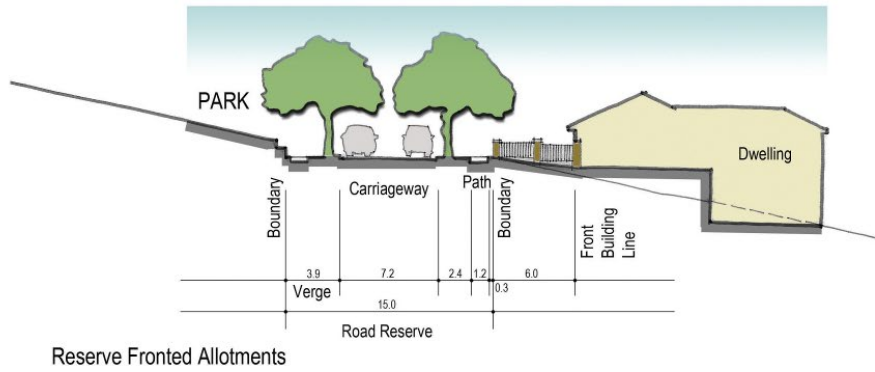 PARK
Dwelling
Carriageway
Path
Boundary
Boundary
Front
Building
Line
3.9
7.2
2.4
1.2
6.0
0.3
Verge
15.0
Road Reserve
Reserve Fronted Allotments